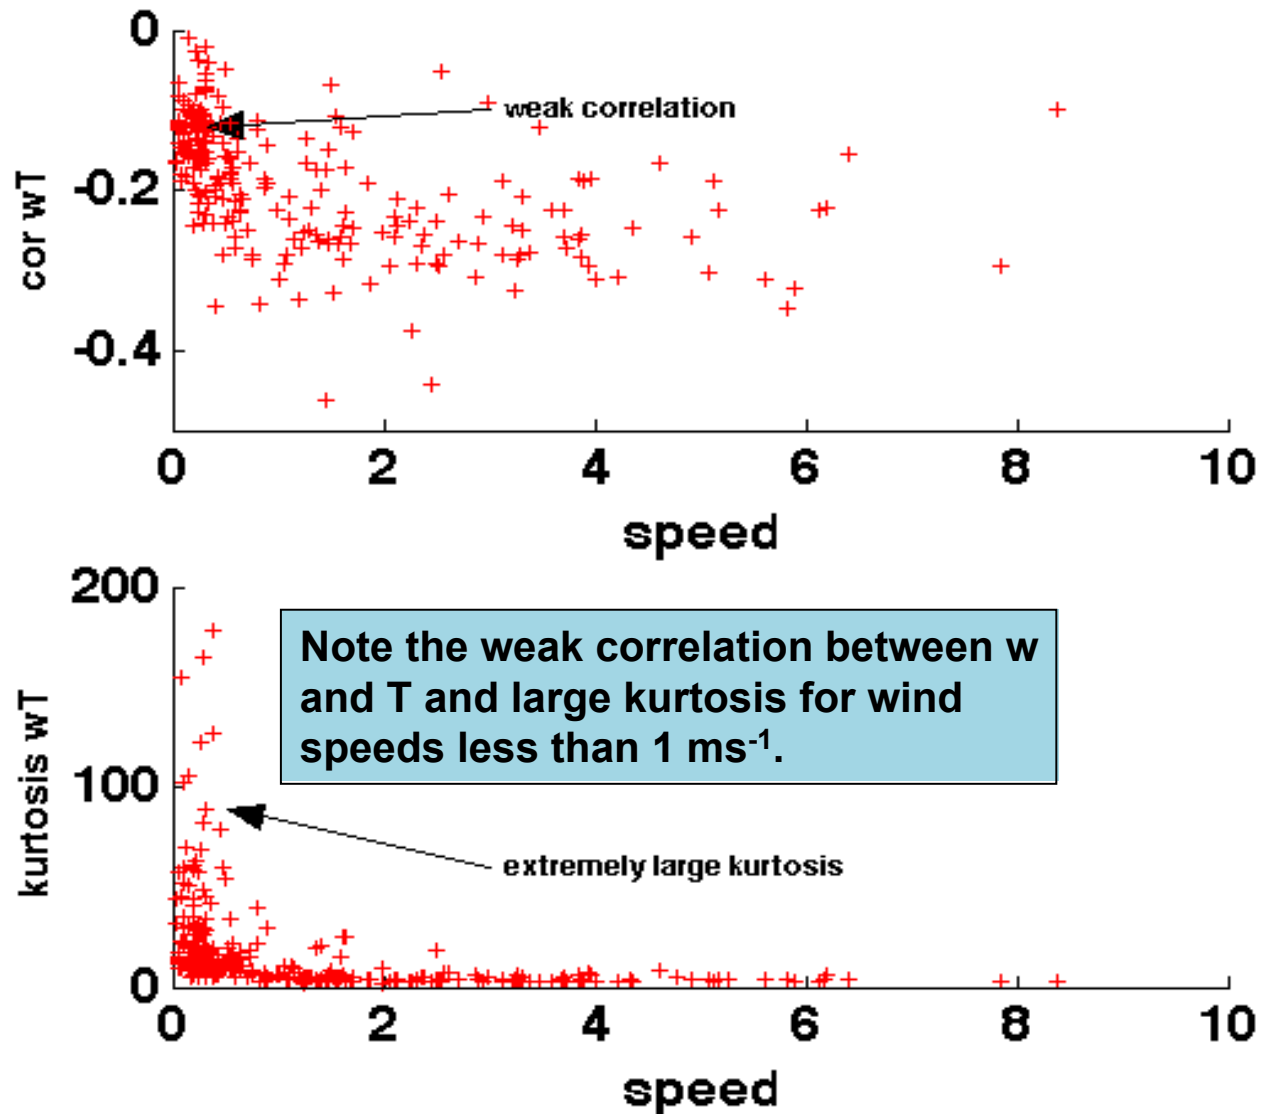 0
-0.2
-0.4
cor wT
weak correlation
0 2 4 6 8 10
speed
200
100
0
kurtosis wT
Note the weak correlation between w
and T and large kurtosis for wind
speeds less than 1 ms-1.
extremely large kurtosis
0 2 4 6 8 10
speed